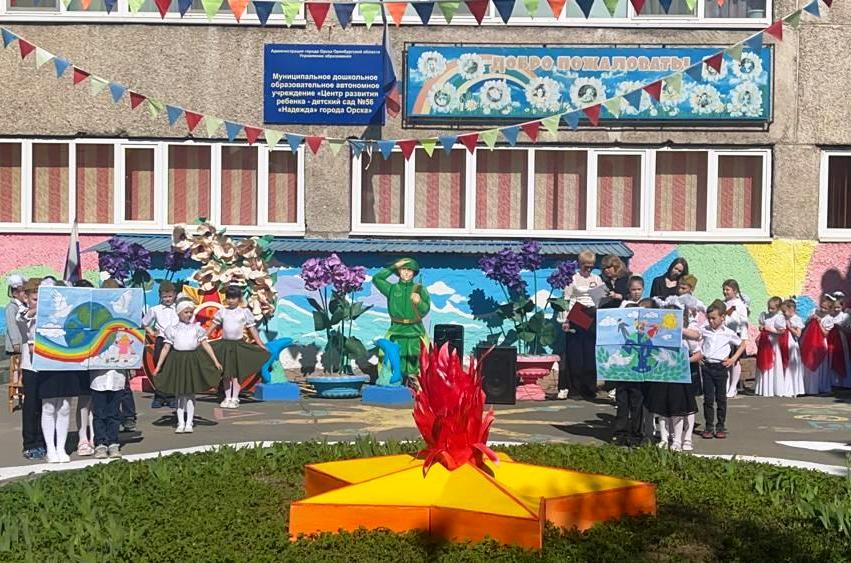 Администрация города Орска Оренбургской области
Управление образования
Муниципальное дошкольное
образовательное автономное
учреждение «Центр развития
ребенка - детский сад №56
«Надежда» города Орска»
ДОБРО ПОЖАЛОВАТЬ!